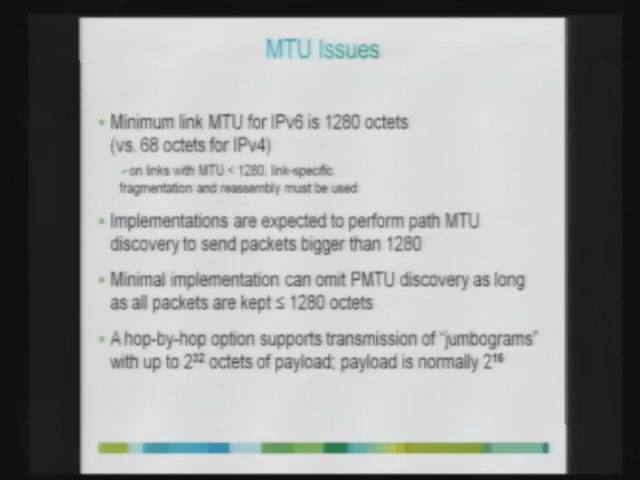 MTU Issues
Minimum link MTU for IPv6 is 1280 octets
(vs. 68 octets for IPv4)
on links with MTU < 1280, link-specific
fragmentation and reassembly must be used
Implementations are expected to perform path MTU
discovery to send packets bigger than 1280
Minimal implementation can omit PMTU discovery as long
as all packets are kept ≤ 1280 octets
A hop-by-hop option supports transmission of "jumbograms"
with up to 2³² octets of payload; payload is normally 2¹⁶